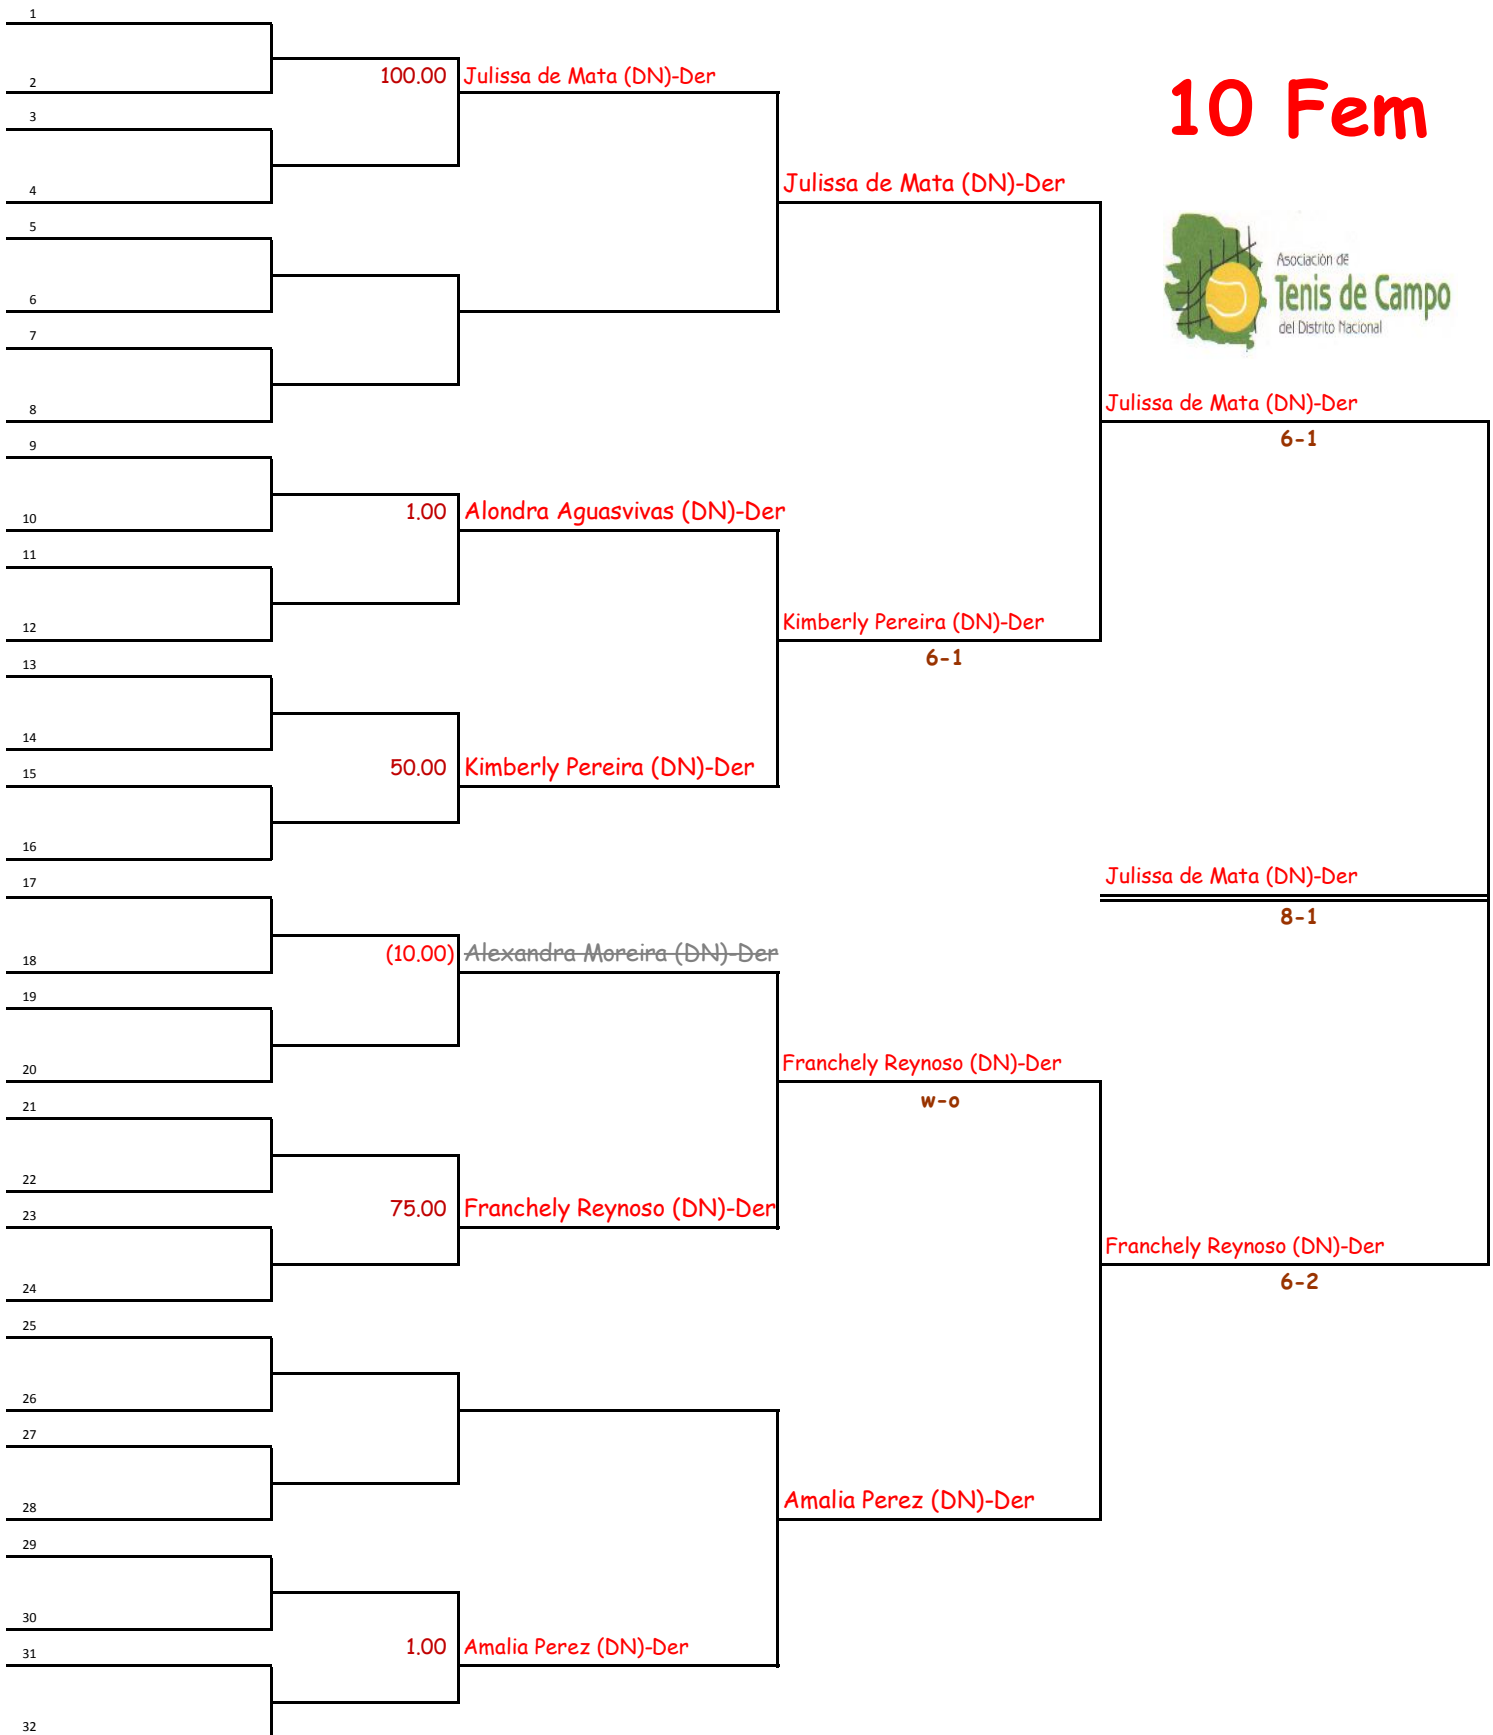 1
2
100.00 Julissa de Mata (DN)-Der
10 Fem
3
4
Julissa de Mata (DN)-Der
5
Asociación de
Tenis de Campo
del Distrito Nacional
6
7
8
Julissa de Mata (DN)-Der
6-1
9
10
1.00 Alondra Aguasvivas (DN)-Der
11
12
Kimberly Pereira (DN)-Der
6-1
13
14
15
50.00 Kimberly Pereira (DN)-Der
16
17
Julissa de Mata (DN)-Der
8-1
18
(10.00) Alexandra Moreira (DN)-Der
19
20
Franchely Reynoso (DN)-Der
w-o
21
22
23
75.00 Franchely Reynoso (DN)-Der
Franchely Reynoso (DN)-Der
6-2
24
25
26
27
28
Amalia Perez (DN)-Der
29
30
31
1.00 Amalia Perez (DN)-Der
32